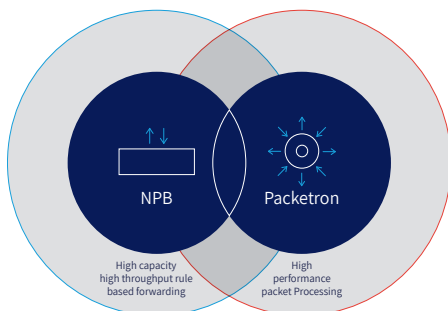 NPB
Packetron
High capacity
high throughput rule
based forwarding
High
performance
packet Processing